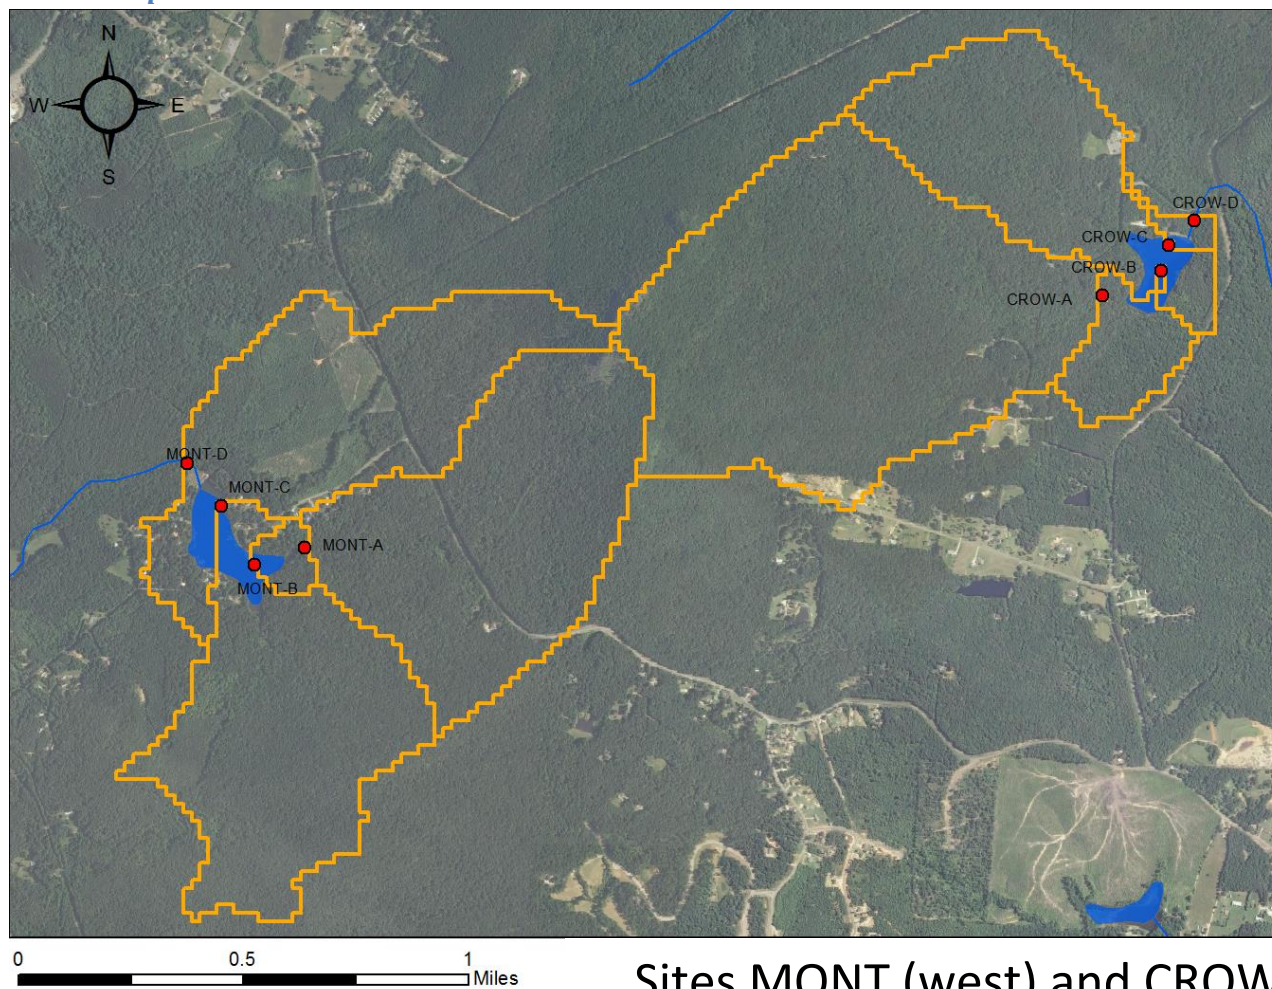 N
W E
S
CROW-D
CROW-C
CROW-B
CROW-A
MONT-D
MONT-C
MONT-A
MONT-B
0 0.5 1
Miles
Sites MONT (west) and CROW